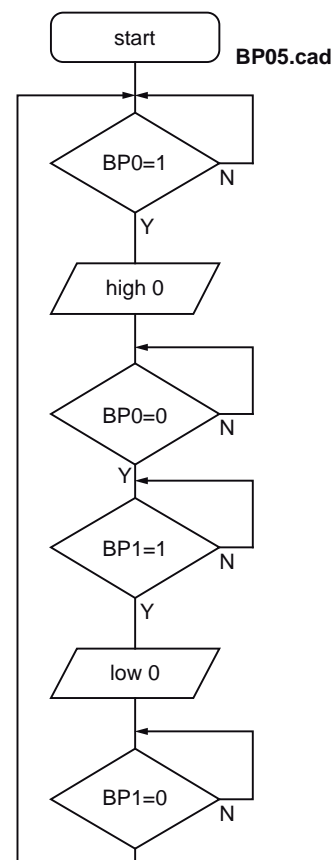 start
BP05.cad
BP0=1
N
Y
high 0
BP0=0
N
Y
BP1=1
N
Y
low 0
BP1=0
N